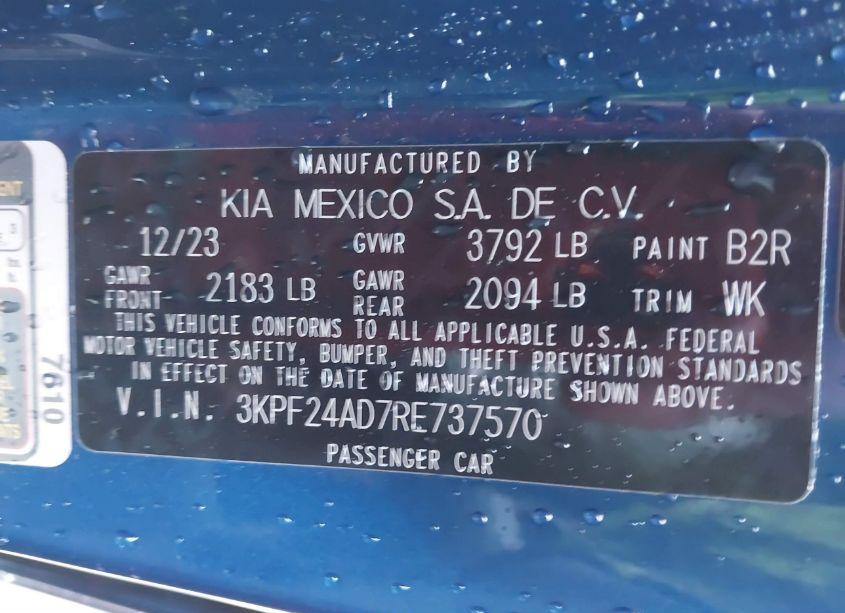 MANUFACTURED BY
KIA MEXICO S.A. DE C.V.
12/23 GVWR 3792 LB PAINT B2R
GAWR FRONT 2183 LB GAWR REAR 2094 LB TRIM WK
THIS VEHICLE CONFORMS TO ALL APPLICABLE U.S.A. FEDERAL
MOTOR VEHICLE SAFETY, BUMPER, AND THEFT PREVENTION STANDARDS
IN EFFECT ON THE DATE OF MANUFACTURE SHOWN ABOVE.
V.I.N. 3KPF24AD7RE737570
PASSENGER CAR
7610